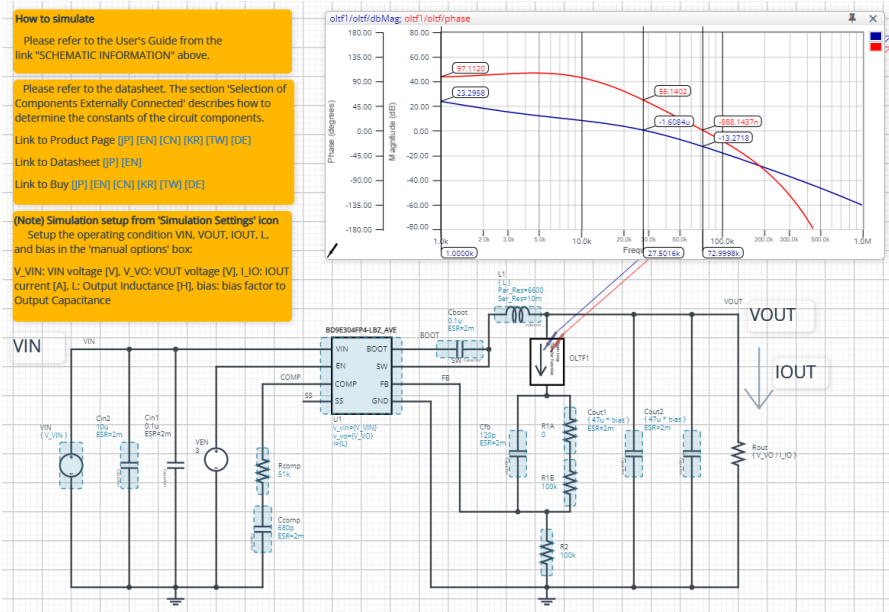 How to simulate
Please refer to the User's Guide from the
link "SCHEMATIC INFORMATION" above.
Please refer to the datasheet. The section 'Selection of
Components Externally Connected' describes how to
determine the constants of the circuit components.
Link to Product Page [JP] [EN] [CN] [KR] [TW] [DE]
Link to Datasheet [JP] [EN]
Link to Buy [JP] [EN] [CN] [KR] [TW] [DE]
(Note) Simulation setup from 'Simulation Settings' icon
Setup the operating condition VIN, VOUT, IOUT, L,
and bias in the 'manual options' box:
V_VIN: VIN voltage [V], V_VO: VOUT voltage [V], I_IO: IOUT
current [A], L: Output Inductance [H], bias: bias factor to
Output Capacitance
oltf1/oltf/dbMag; oltf1/oltf/phase
Phase (degrees)
180.00
135.00
90.00
45.00
0.00
-45.00
-90.00
-135.00
-180.00
Magnitude (dB)
80.00
60.00
40.00
20.00
0.00
-20.00
-40.00
-60.00
-80.00
97.1120
23.2958
55.1402
-1.6084u
-888.1437n
-13.2718
1.0k
2.0k
3.0k
5.0k
10.0k
20.0k
30.0k
50.0k
100.0k
200.0k
300.0k
500.0k
1.0M
Frequ
1.0000k
27.5016k
72.9998k
VIN
VIN
VIN
{V_VIN}
Cin2
10u
ESR=2m
Cin1
0.1u
ESR=2m
VEN
3
COMP
SS
Rcomp
51k
Ccomp
680p
ESR=2m
BD9E304FP4-LBZ_AVE
VIN
EN
COMP
SS
BOOT
SW
FB
GND
U1
v_vin={V_VIN}
v_vo={V_VO}
l={L}
BOOT
Cboot
0.1u
ESR=2m
SW
FB
L1
{ L }
Par_Res=6600
Ser_Res=10m
OLTF1
Cfb
120p
ESR=2m
R1A
0
R1B
100k
R2
100k
Cout1
{ 47u * bias }
ESR=2m
Cout2
{ 47u * bias }
ESR=2m
VOUT
VOUT
IOUT
Rout
{ V_VO / I_IO }